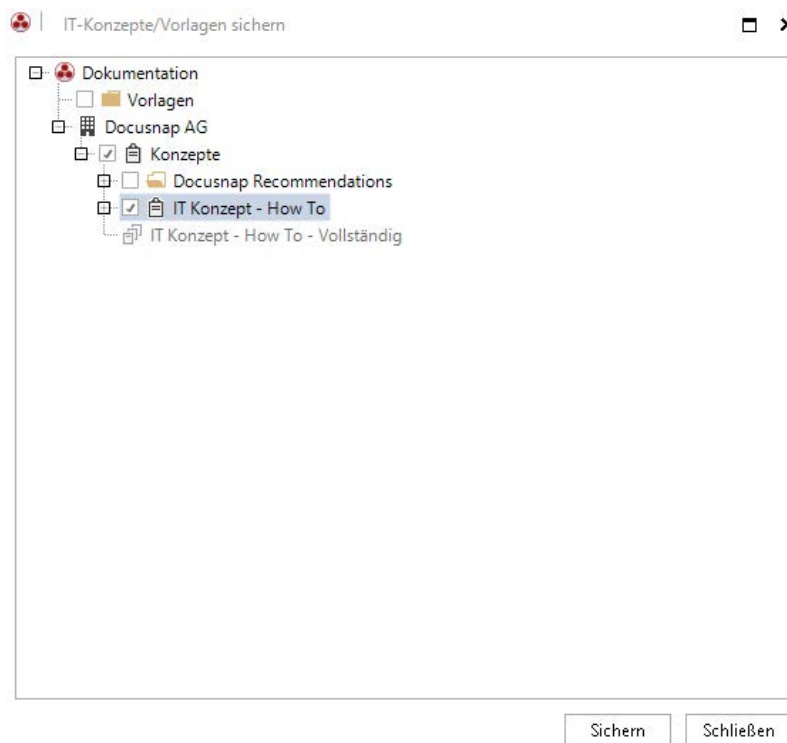 IT-Konzepte/Vorlagen sichern
Dokumentation
Vorlagen
Docusnap AG
Konzepte
Docusnap Recommendations
IT Konzept - How To
IT Konzept - How To - Vollständig
Sichern Schließen